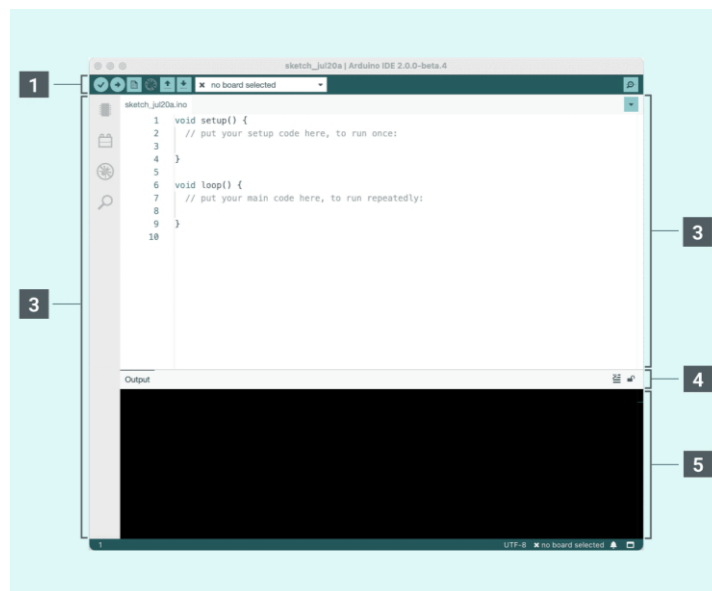 sketch_jul20a | Arduino IDE 2.0.0-beta.4
1
no board selected
3
sketch_jul20a.ino
1 void setup() {
2 // put your setup code here, to run once:
3
4 }
5
6 void loop() {
7 // put your main code here, to run repeatedly:
8
9 }
10
3
3
Output
4
5
1
UTF-8
no board selected